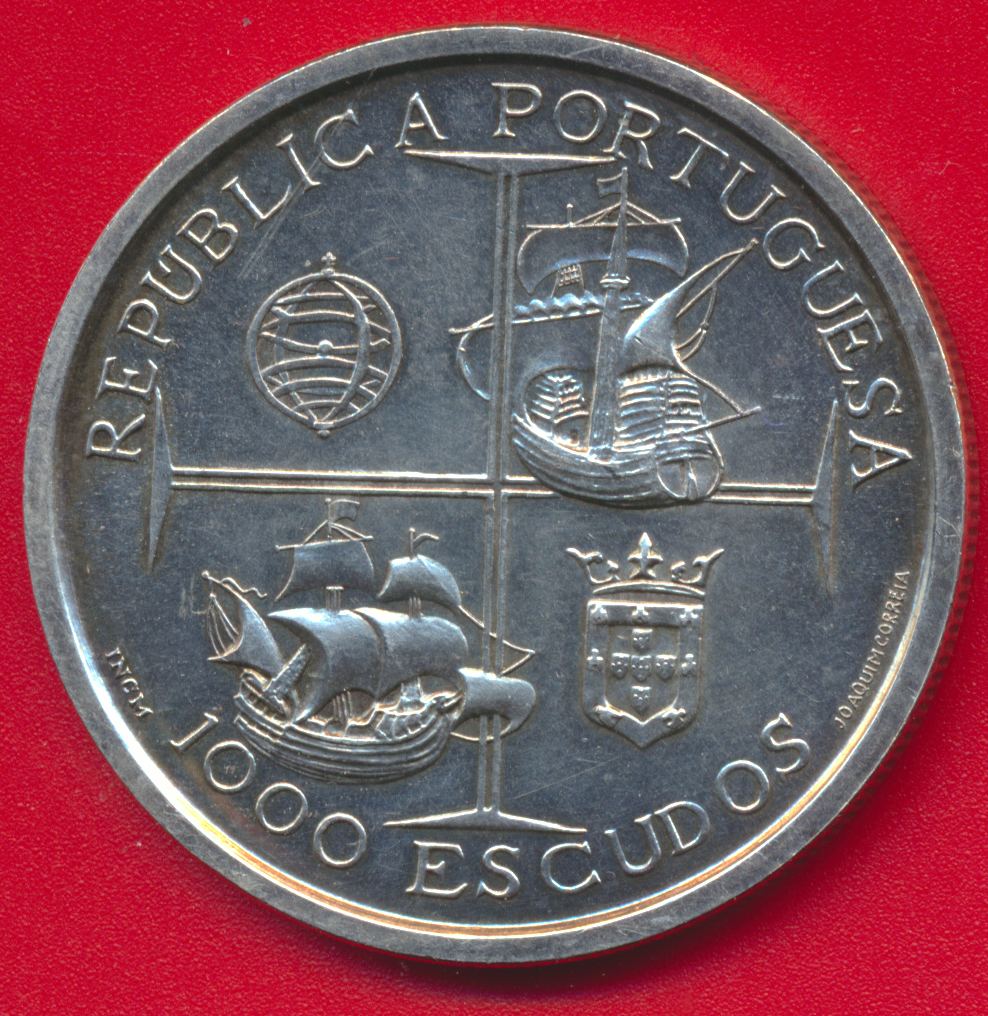 REPUBLICA PORTUGUESA
INCM
JOAQUIM CORREIA
1000 ESCUDOS